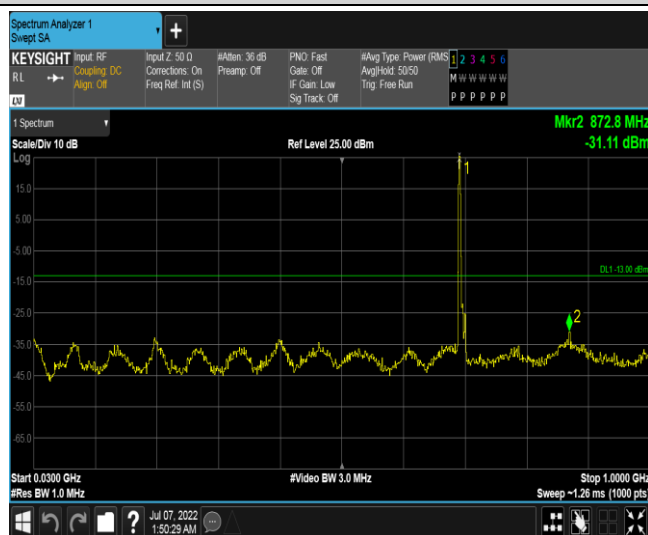 Spectrum Analyzer 1
Swept SA
+
KEYSIGHT
RL
LXI
Input: RF
Coupling: DC
Align: Off
Input Z: 50 Ω
Corrections: On
Freq Ref: Int (S)
#Atten: 36 dB
Preamp: Off
PNO: Fast
Gate: Off
IF Gain: Low
Sig Track: Off
#Avg Type: Power (RMS
Avg|Hold: 50/50
Trig: Free Run
1 2 3 4 5 6
M W W W W W
P P P P P P
1 Spectrum
Scale/Div 10 dB
Ref Level 25.00 dBm
Mkr2 872.8 MHz
-31.11 dBm
Log
15.0
5.00
-5.00
-15.0
-25.0
-35.0
-45.0
-55.0
-65.0
1
DL1 -13.00 dBm
2
Start 0.0300 GHz
#Res BW 1.0 MHz
#Video BW 3.0 MHz
Stop 1.0000 GHz
Sweep ~1.26 ms (1000 pts)
?
Jul 07, 2022
1:50:29 AM